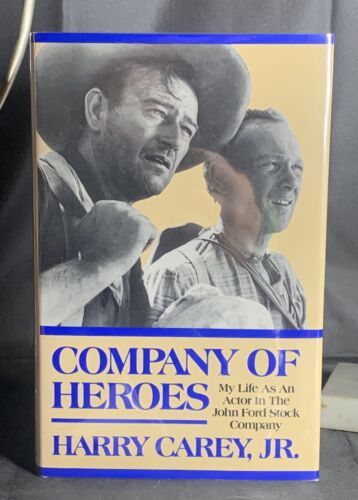 COMPANY OF
HEROES
My Life As An
Actor In The
John Ford Stock
Company
HARRY CAREY, JR.